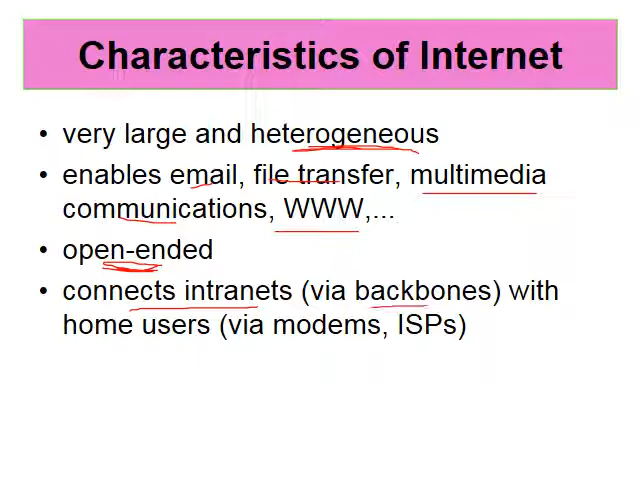 Characteristics of Internet
• very large and heterogeneous
• enables email, file transfer, multimedia
communications, WWW,...
• open-ended
• connects intranets (via backbones) with
home users (via modems, ISPs)